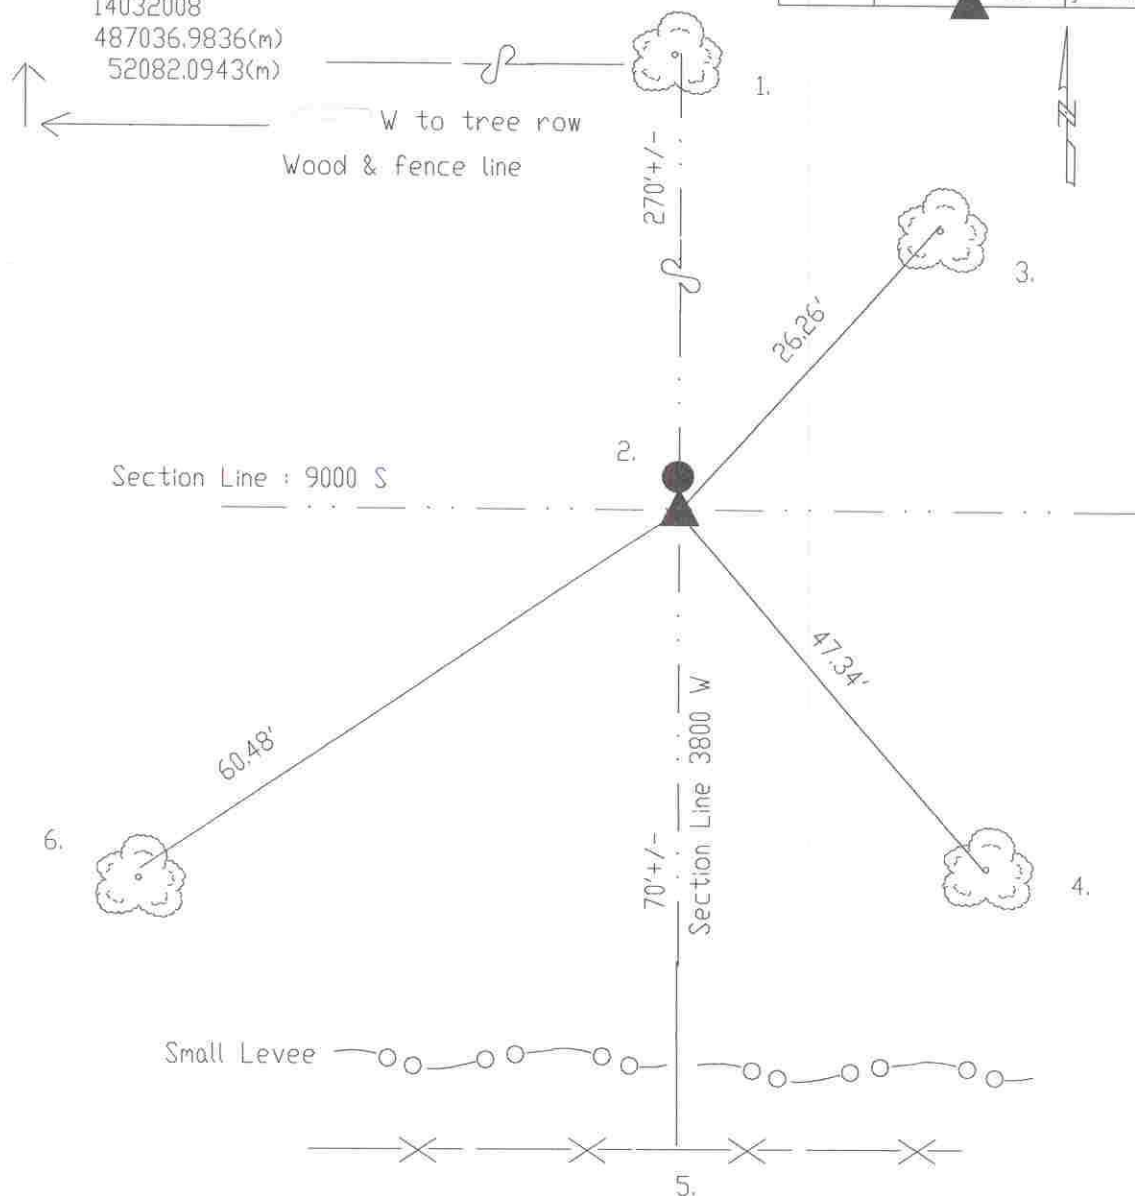 14032008
487036.9836(m)
52082.0943(m)
W to tree row
Wood & fence line
1.
270'+/-
N
3.
26.26'
2.
Section Line : 9000 S
47.34'
60.48'
Section Line 3800 W
70'+/-
6.
4.
Small Levee
5.